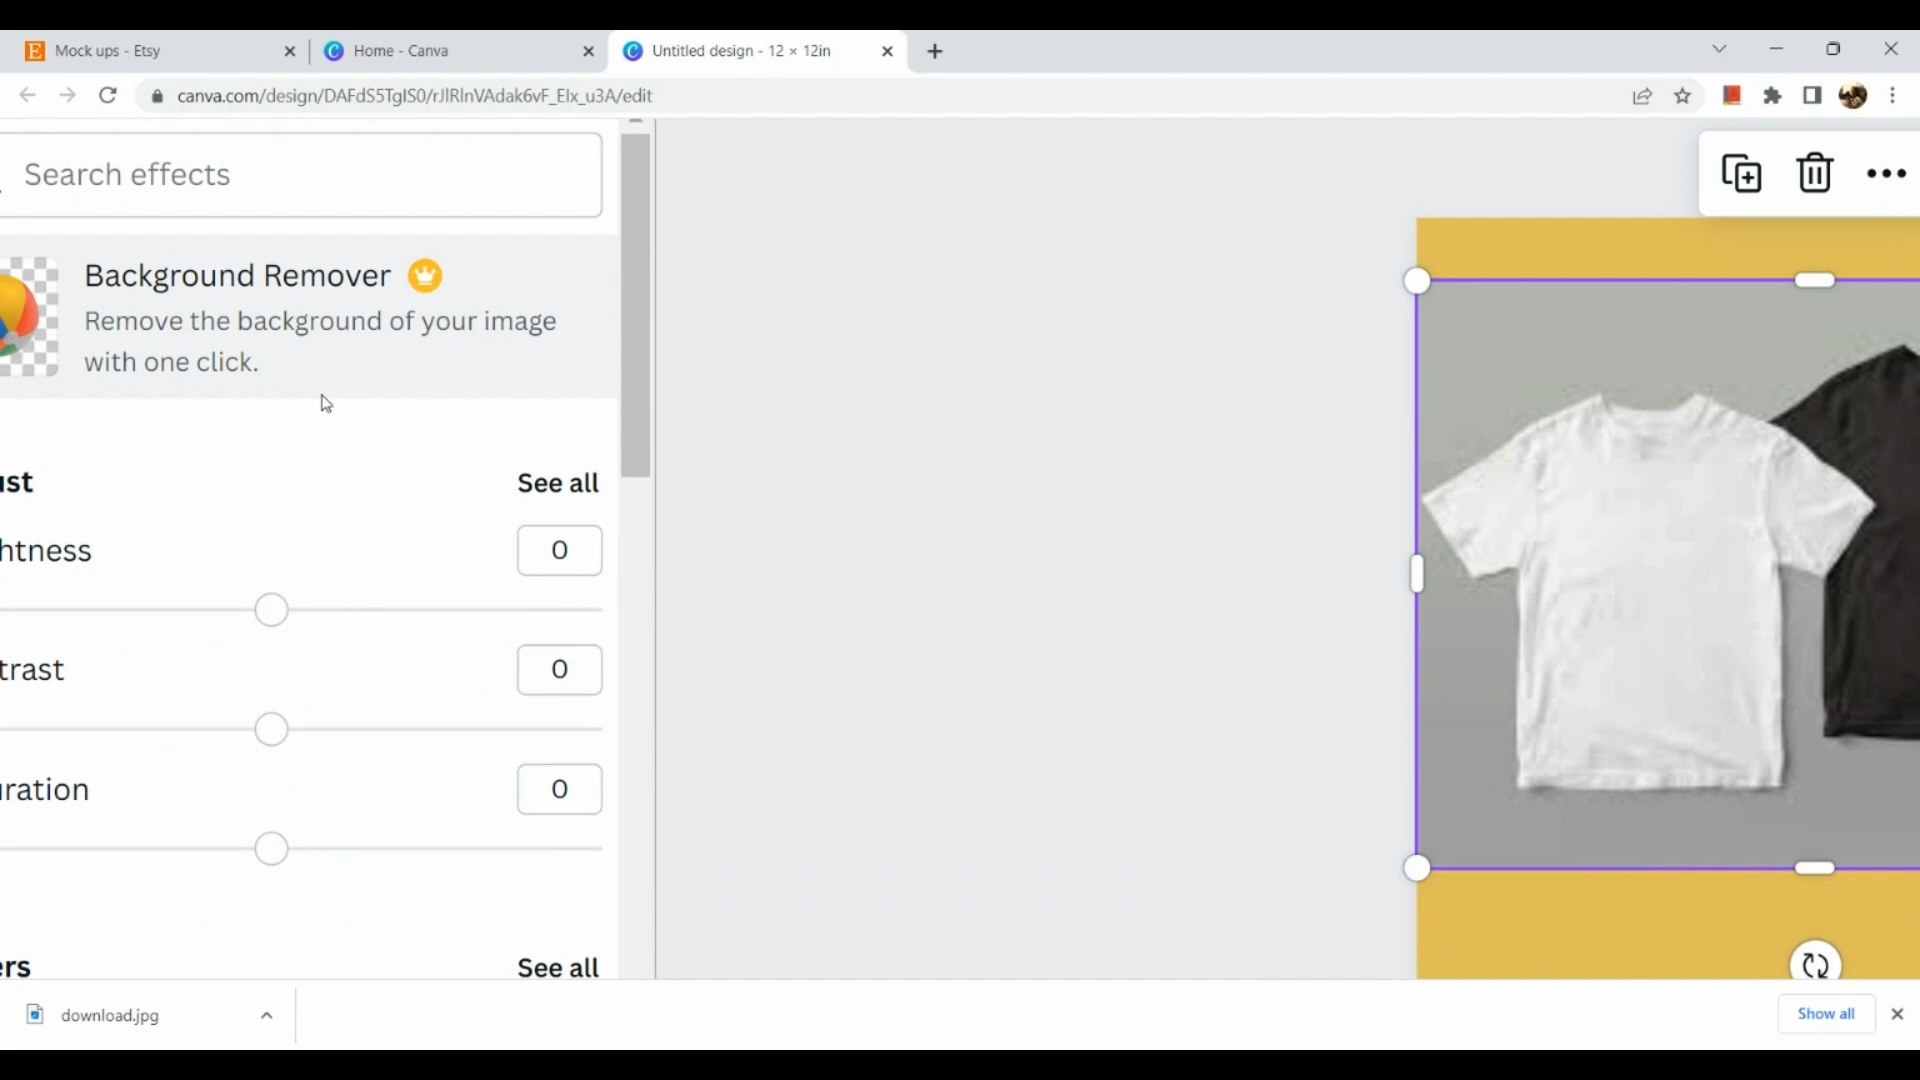 Mock ups - Etsy
Home - Canva
Untitled design - 12 × 12in
canva.com/design/DAFdS5TgIS0/rJIRlnVAdak6vF_Elx_u3A/edit
Search effects
Background Remover
Remove the background of your image
with one click.
ust
See all
htness
0
trast
0
uration
0
ers
See all
download.jpg
Show all